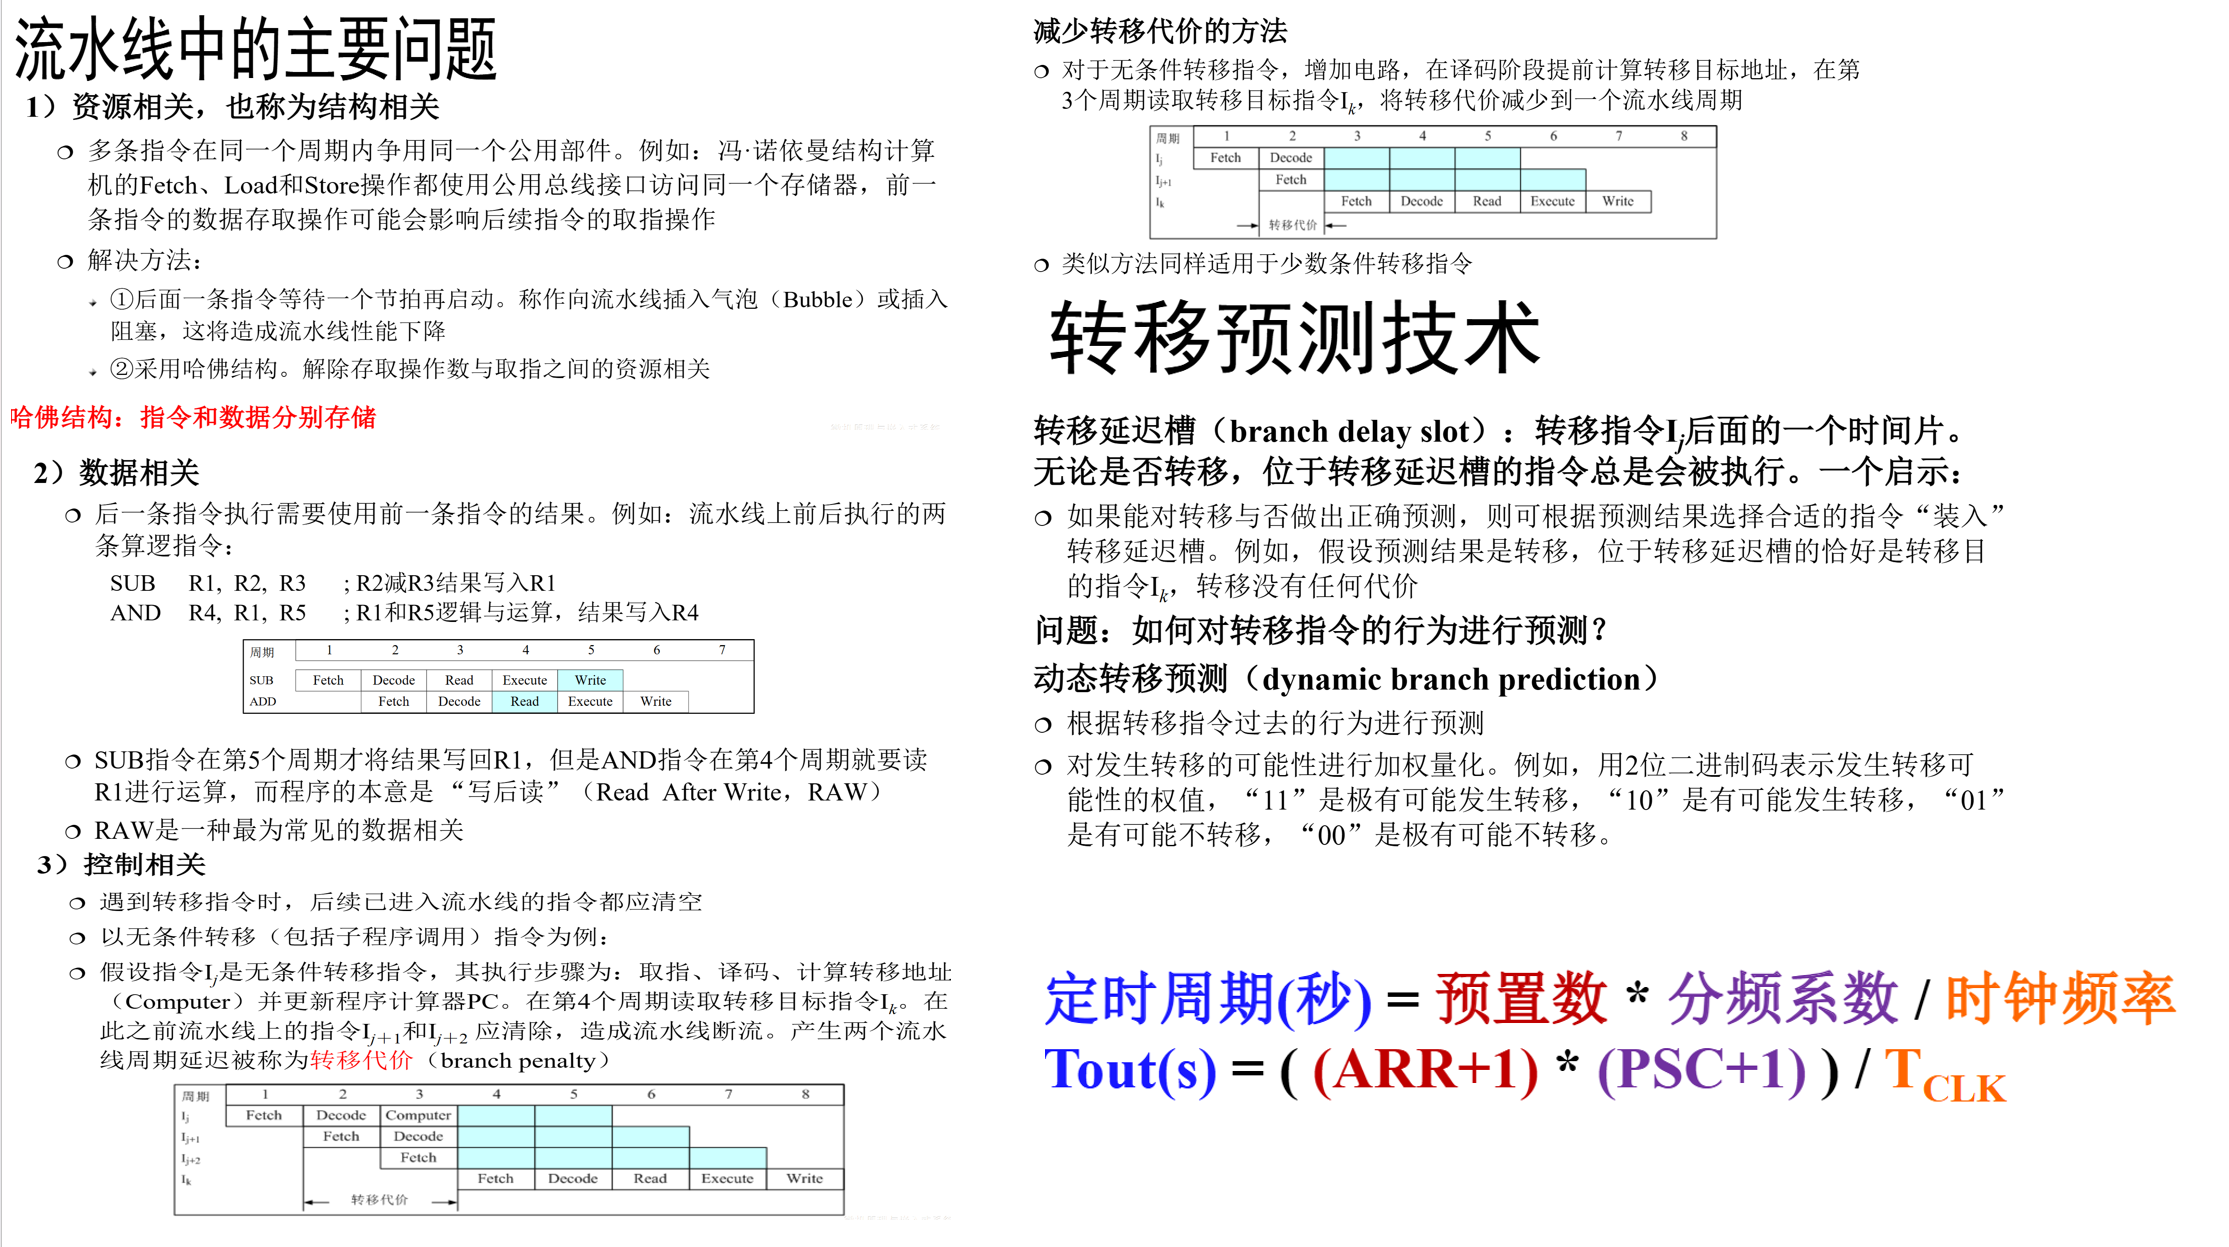 流水线中的主要问题
1）资源相关，也称为结构相关
❍ 多条指令在同一个周期内争用同一个公用部件。例如：冯·诺依曼结构计算
机的Fetch、Load和Store操作都使用公用总线接口访问同一个存储器，前一
条指令的数据存取操作可能会影响后续指令的取指操作
❍ 解决方法：
①后面一条指令等待一个节拍再启动。称作向流水线插入气泡（Bubble）或插入
阻塞，这将造成流水线性能下降
②采用哈佛结构。解除存取操作数与取指之间的资源相关
哈佛结构：指令和数据分别存储
2）数据相关
❍ 后一条指令执行需要使用前一条指令的结果。例如：流水线上前后执行的两
条算逻指令：
SUB R1, R2, R3 ; R2减R3结果写入R1
AND R4, R1, R5 ; R1和R5逻辑与运算，结果写入R4
周期 1 2 3 4 5 6 7
SUB Fetch Decode Read Execute Write
ADD Fetch Decode Read Execute Write
❍ SUB指令在第5个周期才将结果写回R1，但是AND指令在第4个周期就要读
R1进行运算，而程序的本意是 “写后读”（Read After Write，RAW）
❍ RAW是一种最为常见的数据相关
3）控制相关
❍ 遇到转移指令时，后续已进入流水线的指令都应清空
❍ 以无条件转移（包括子程序调用）指令为例：
❍ 假设指令Ij是无条件转移指令，其执行步骤为：取指、译码、计算转移地址
（Computer）并更新程序计算器PC。在第4个周期读取转移目标指令Ik。在
此之前流水线上的指令Ij+1和Ij+2 应清除，造成流水线断流。产生两个流水
线周期延迟被称为转移代价（branch penalty）
周期 1 2 3 4 5 6 7 8
Ij Fetch Decode Computer
Ij+1 Fetch Decode
Ij+2 Fetch
Ik Fetch Decode Read Execute Write
转移代价
减少转移代价的方法
❍ 对于无条件转移指令，增加电路，在译码阶段提前计算转移目标地址，在第
3个周期读取转移目标指令Ik，将转移代价减少到一个流水线周期
周期 1 2 3 4 5 6 7 8
Ij Fetch Decode
Ij+1 Fetch
Ik Fetch Decode Read Execute Write
转移代价
❍ 类似方法同样适用于少数条件转移指令
转移预测技术
转移延迟槽（branch delay slot）：转移指令Ij后面的一个时间片。
无论是否转移，位于转移延迟槽的指令总是会被执行。一个启示：
❍ 如果能对转移与否做出正确预测，则可根据预测结果选择合适的指令“装入”
转移延迟槽。例如，假设预测结果是转移，位于转移延迟槽的恰好是转移目
的指令Ik，转移没有任何代价
问题：如何对转移指令的行为进行预测？
动态转移预测（dynamic branch prediction）
❍ 根据转移指令过去的行为进行预测
❍ 对发生转移的可能性进行加权量化。例如，用2位二进制码表示发生转移可
能性的权值，“11”是极有可能发生转移，“10”是有可能发生转移，“01”
是有可能不转移，“00”是极有可能不转移。
定时周期(秒) = 预置数 * 分频系数 / 时钟频率
Tout(s) = ( (ARR+1) * (PSC+1) ) / TCLK